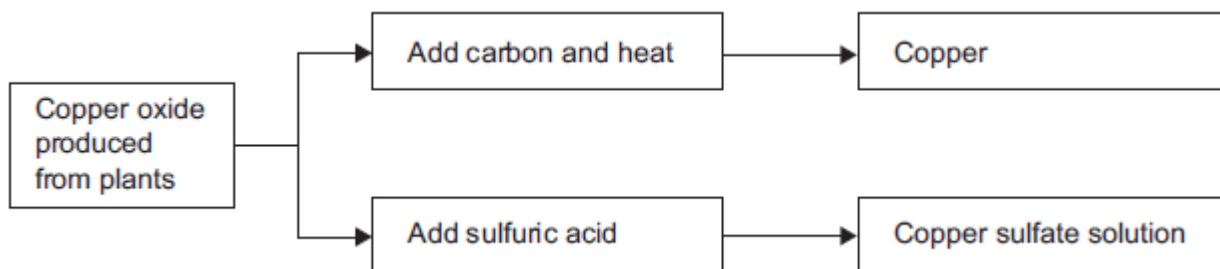 Copper oxide
produced
from plants
Add carbon and heat
Copper
Add sulfuric acid
Copper sulfate solution